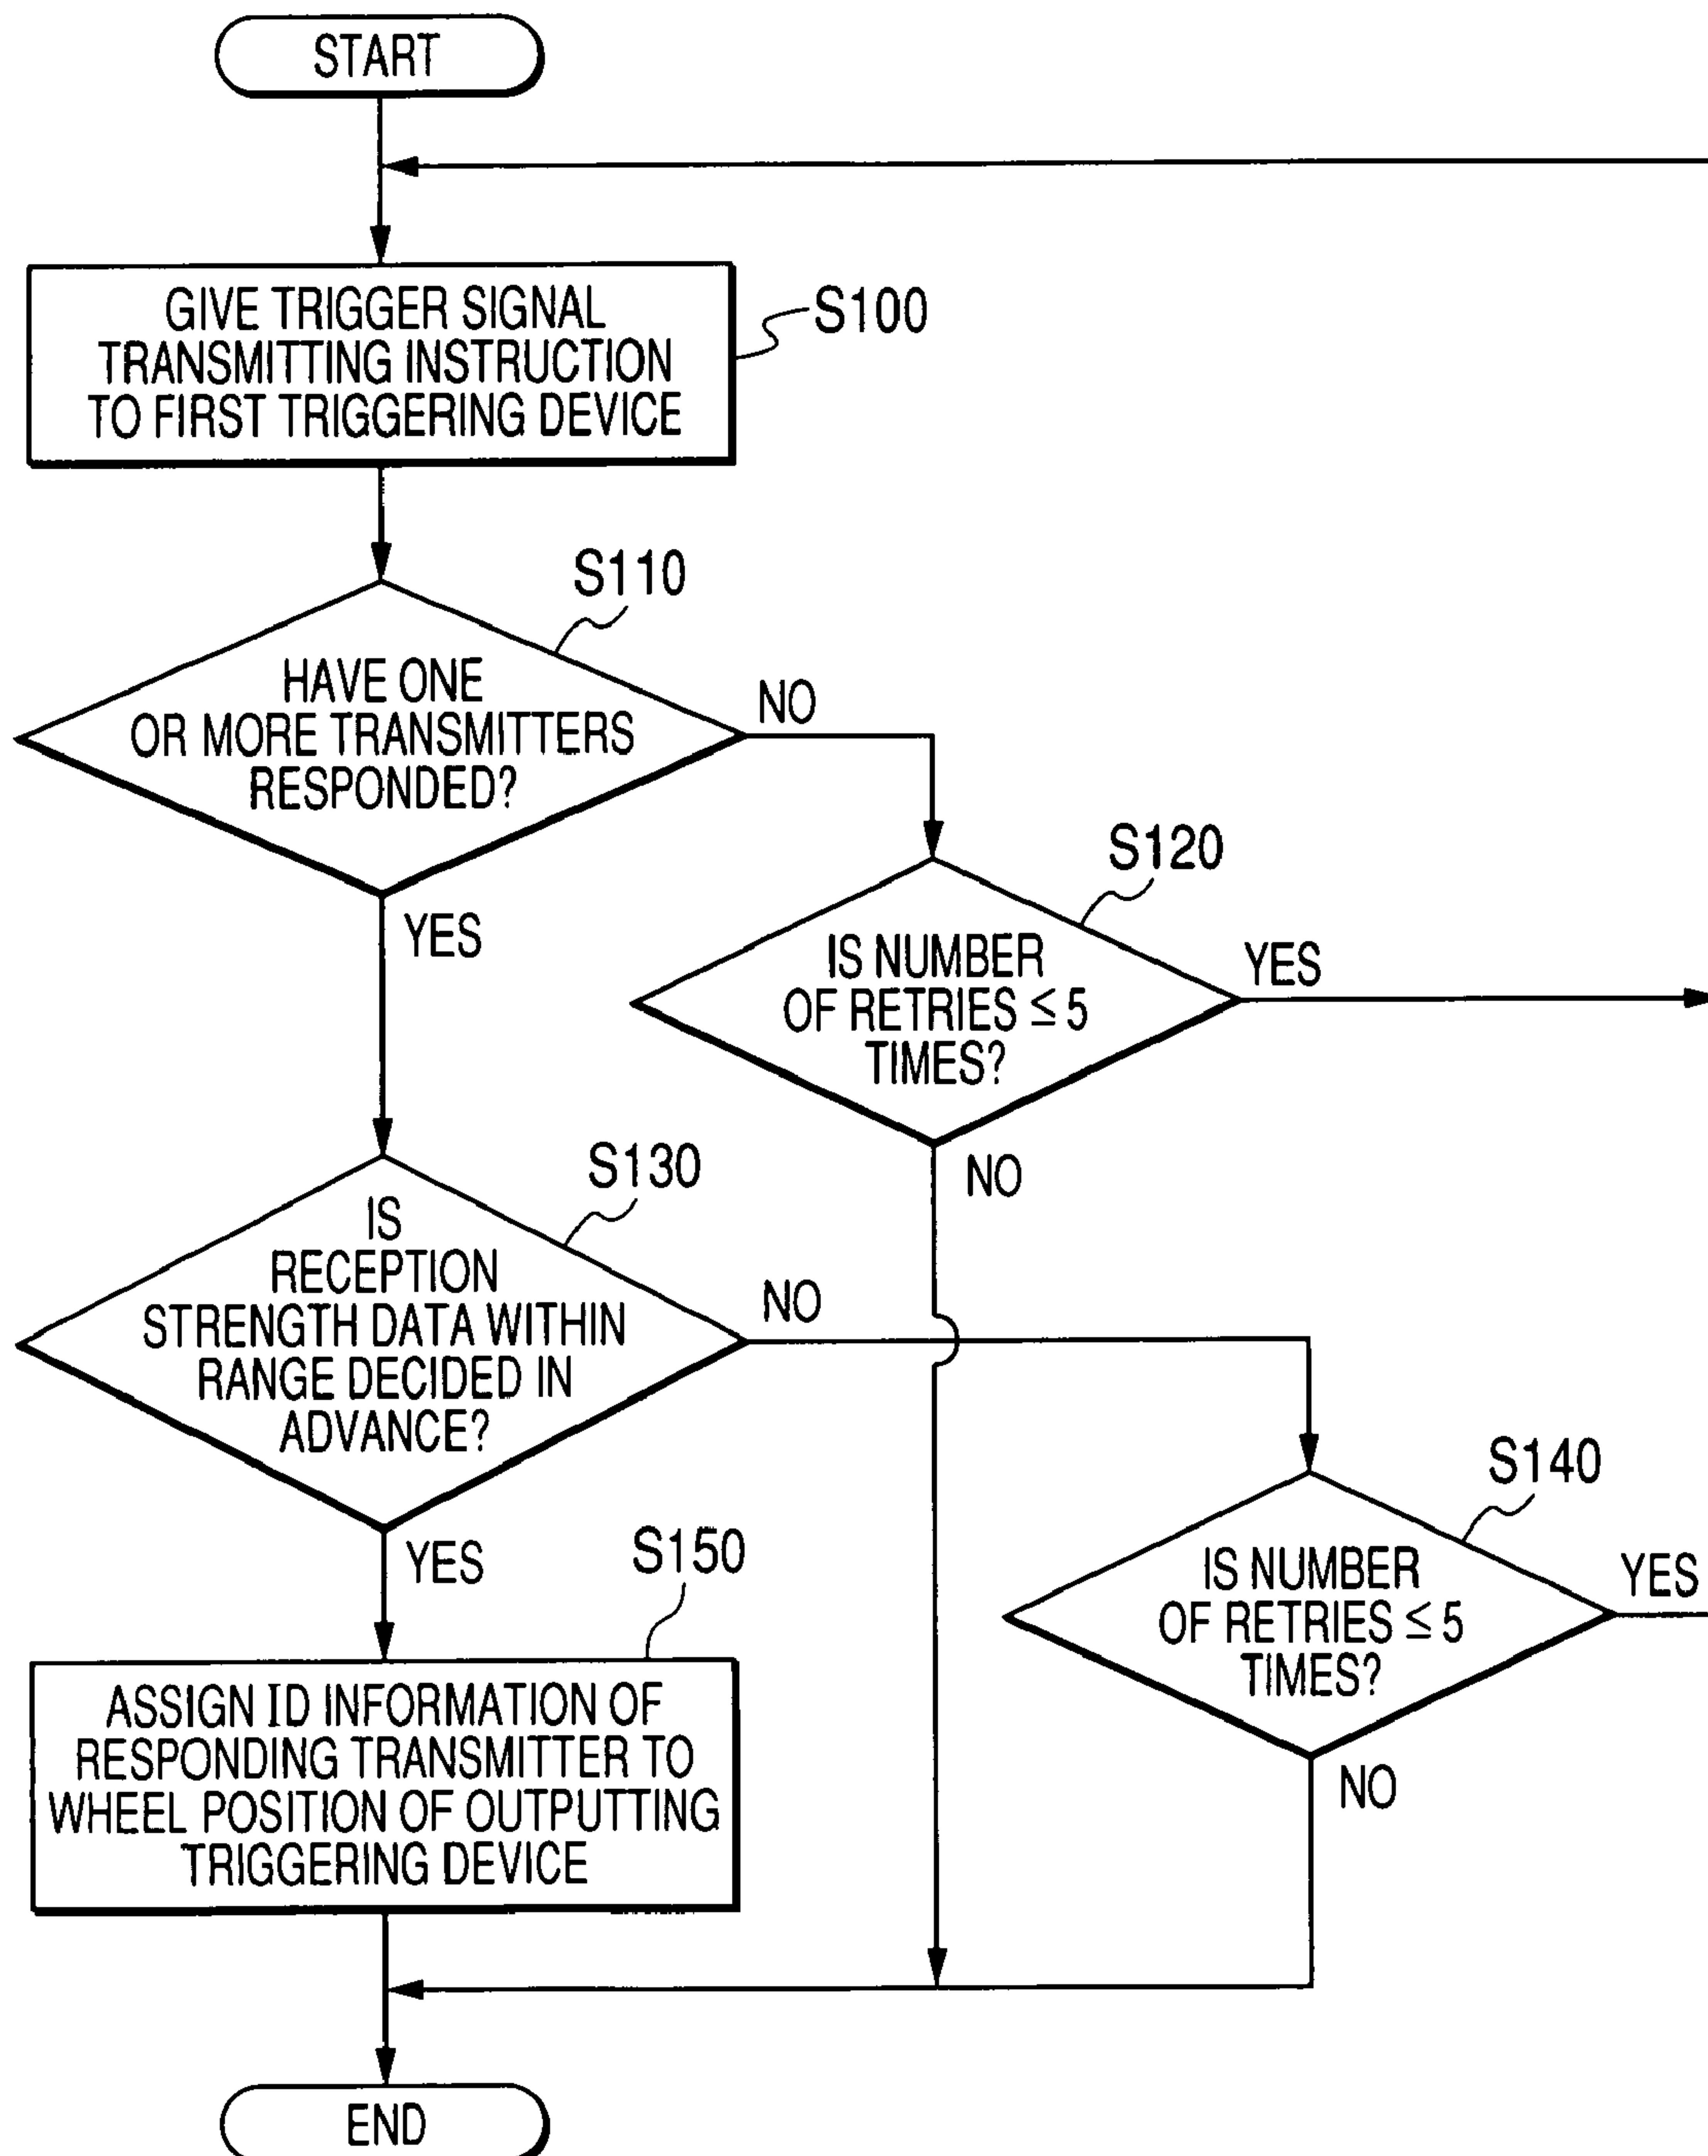 START
GIVE TRIGGER SIGNAL
TRANSMITTING INSTRUCTION
TO FIRST TRIGGERING DEVICE
S100
S110
HAVE ONE
OR MORE TRANSMITTERS
RESPONDED?
NO
YES
S120
IS NUMBER
OF RETRIES ≤ 5
TIMES?
YES
NO
S130
IS
RECEPTION
STRENGTH DATA WITHIN
RANGE DECIDED IN
ADVANCE?
NO
YES
S140
IS NUMBER
OF RETRIES ≤ 5
TIMES?
YES
NO
S150
ASSIGN ID INFORMATION OF
RESPONDING TRANSMITTER TO
WHEEL POSITION OF OUTPUTTING
TRIGGERING DEVICE
END